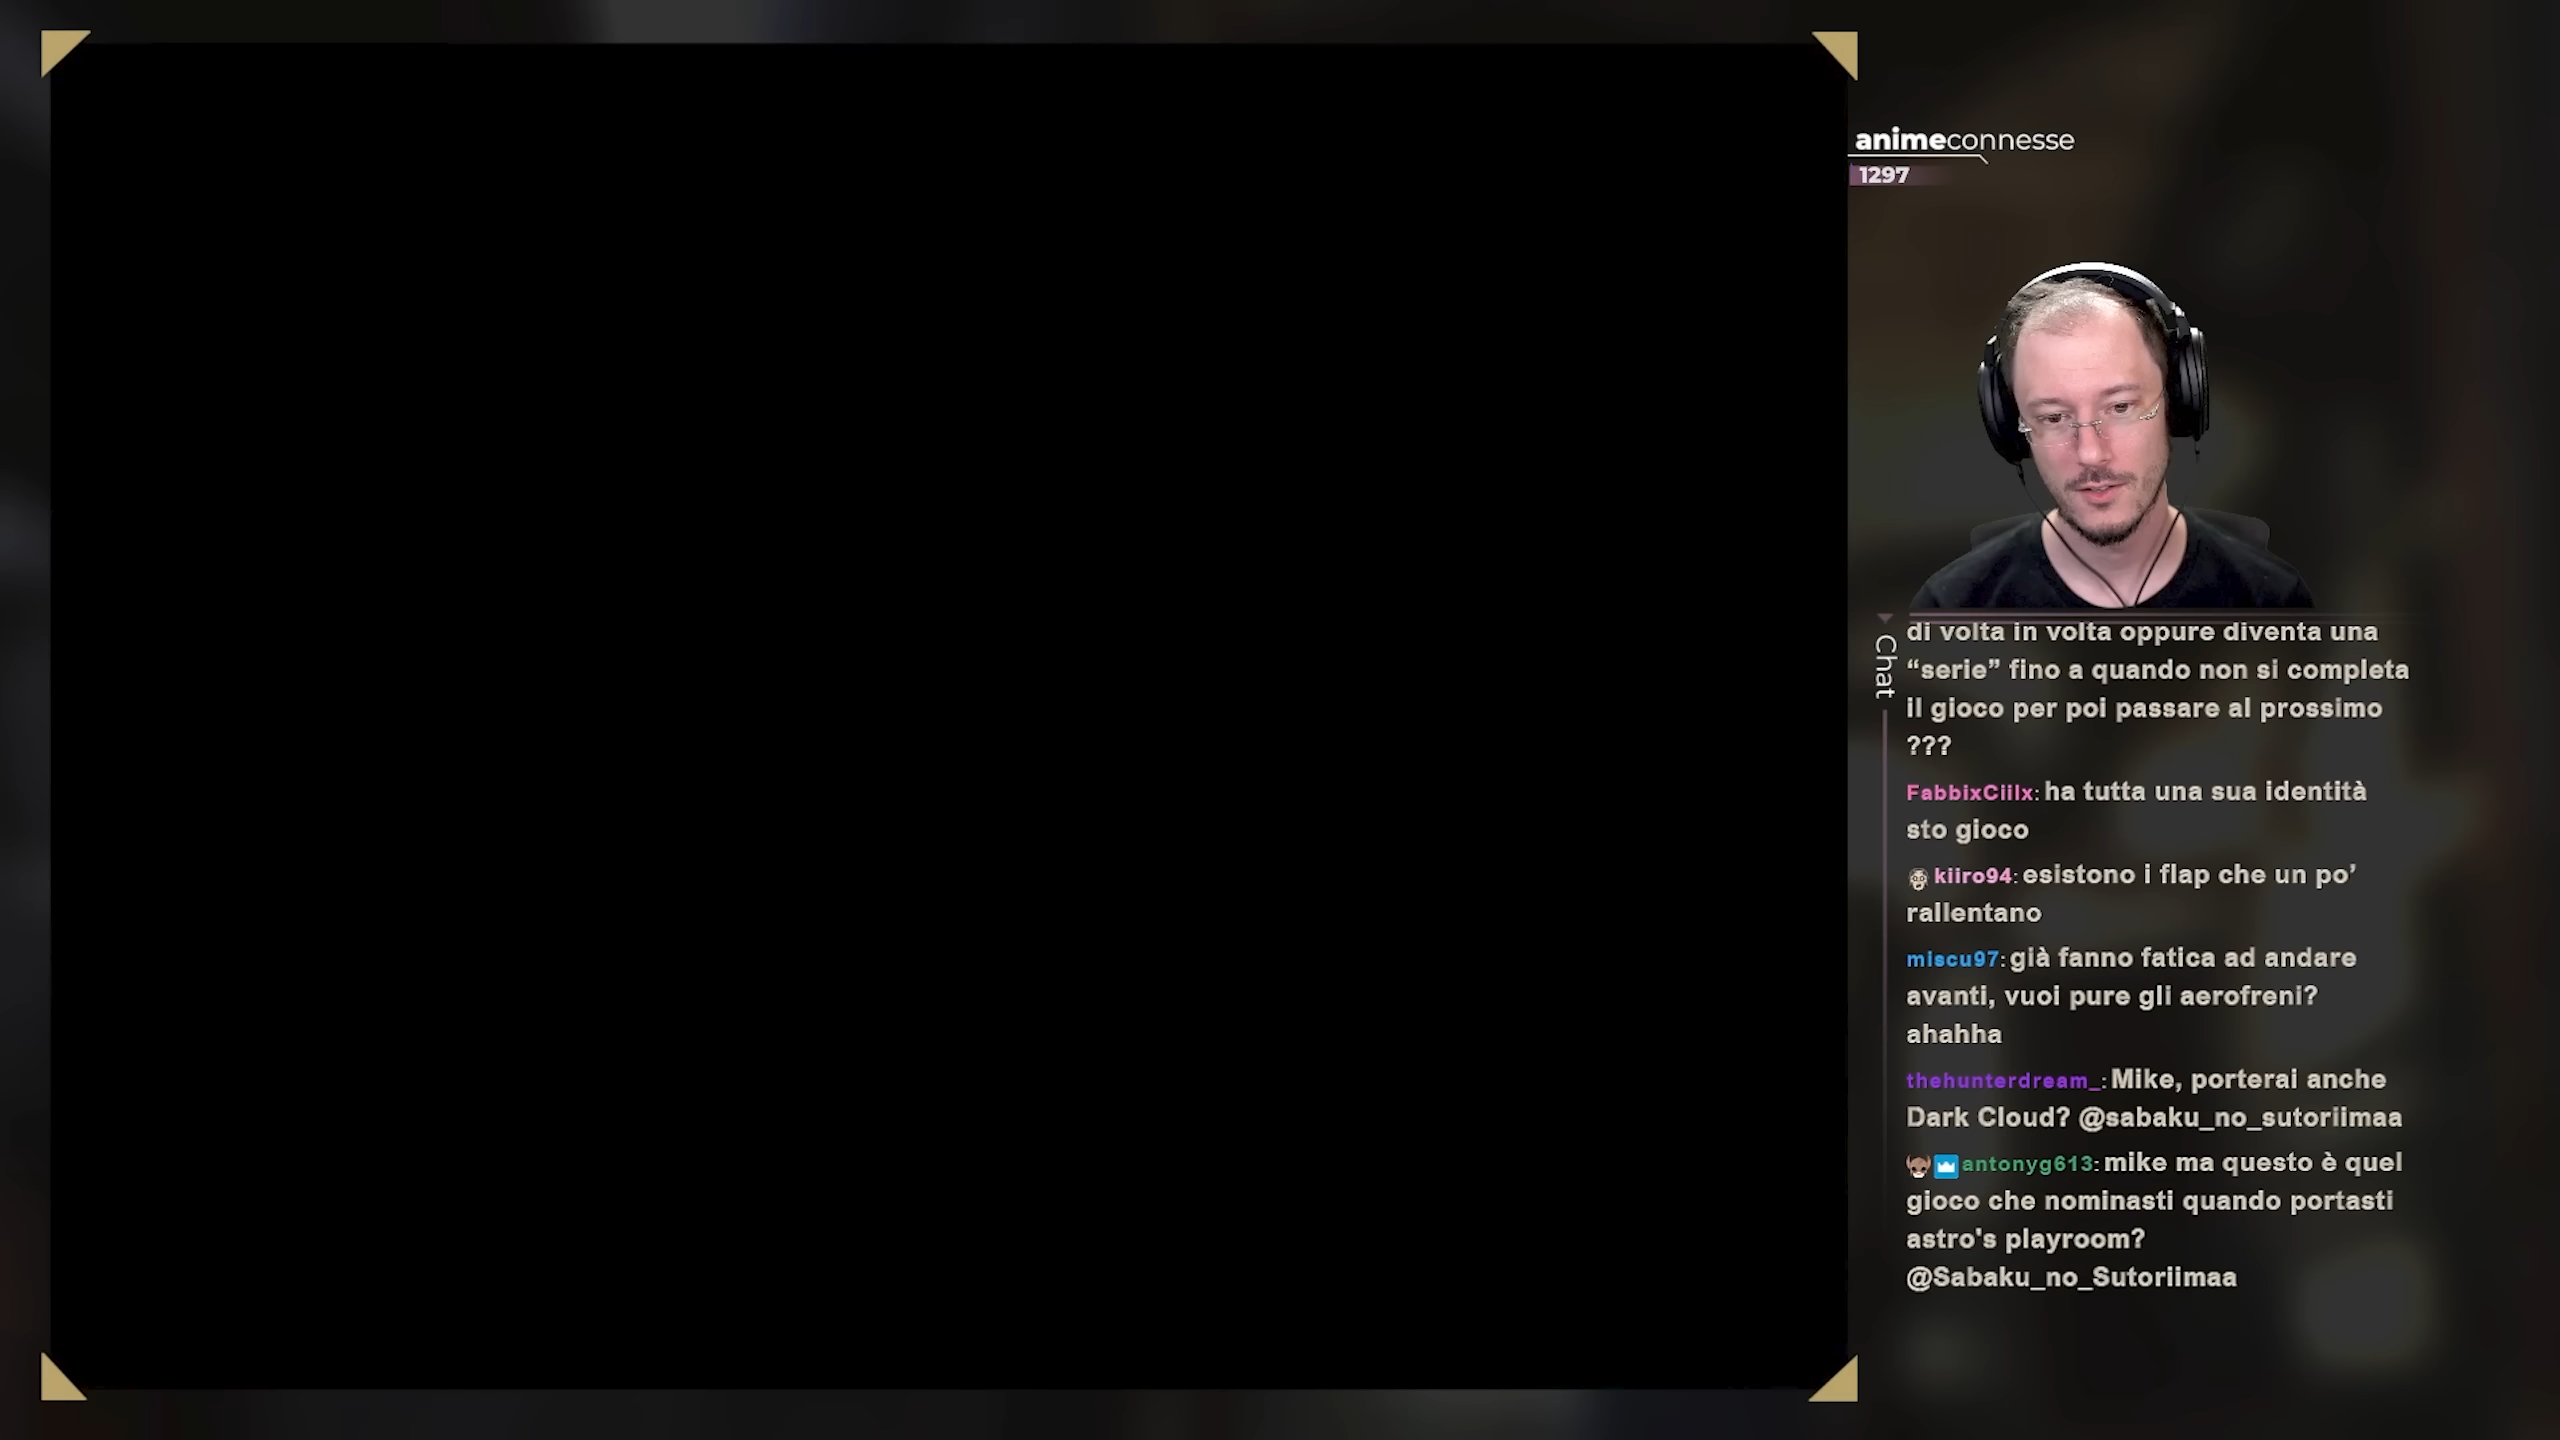 animeconnesse
1297
Chat
di volta in volta oppure diventa una
“serie” fino a quando non si completa
il gioco per poi passare al prossimo
???
FabbixCiilx: ha tutta una sua identità
sto gioco
kiiro94: esistono i flap che un po’
rallentano
miscu97: già fanno fatica ad andare
avanti, vuoi pure gli aerofreni?
ahahha
thehunterdream_: Mike, porterai anche
Dark Cloud? @sabaku_no_sutoriimaa
antonyg613: mike ma questo è quel
gioco che nominasti quando portasti
astro's playroom?
@Sabaku_no_Sutoriimaa